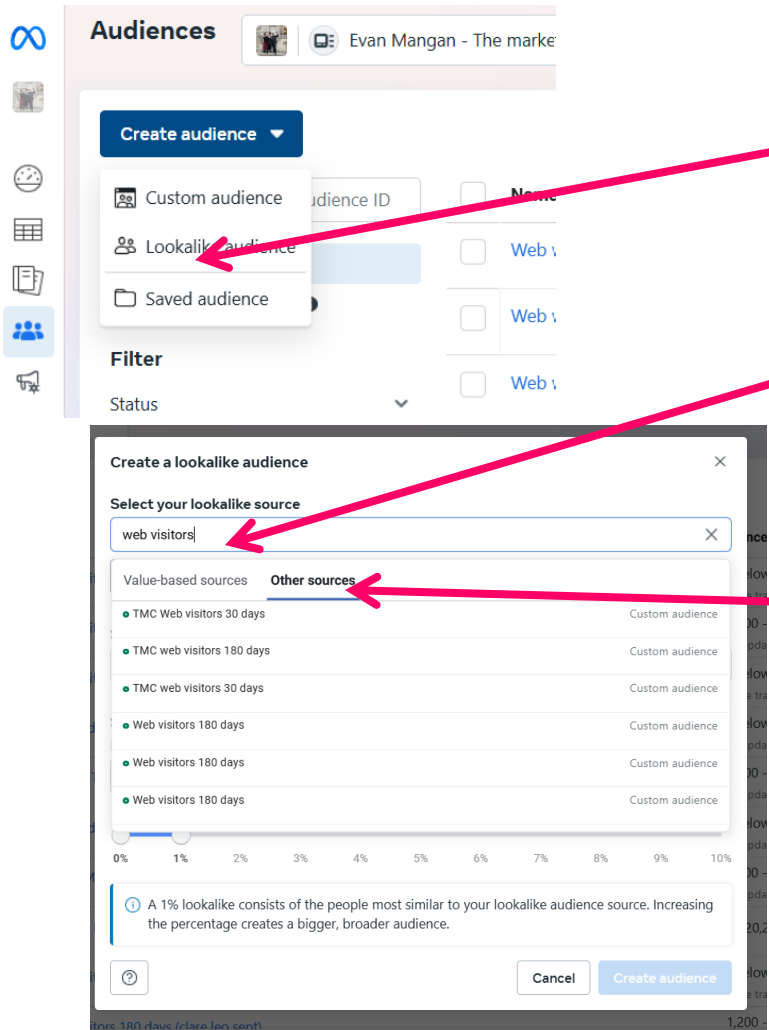 Audiences
Evan Mangan - The marke
Create audience
Custom audience
udience ID
Name
Lookalike audience
Web v
Saved audience
Web v
Filter
Web v
Status
Create a lookalike audience
Select your lookalike source
web visitors
Value-based sources Other sources
TMC Web visitors 30 days Custom audience
TMC web visitors 180 days Custom audience
TMC web visitors 30 days Custom audience
Web visitors 180 days Custom audience
Web visitors 180 days Custom audience
Web visitors 180 days Custom audience
0% 1% 2% 3% 4% 5% 6% 7% 8% 9% 10%
A 1% lookalike consists of the people most similar to your lookalike audience source. Increasing
the percentage creates a bigger, broader audience.
Cancel Create audience
itors 180 days (clare leo sent) 1,200 -